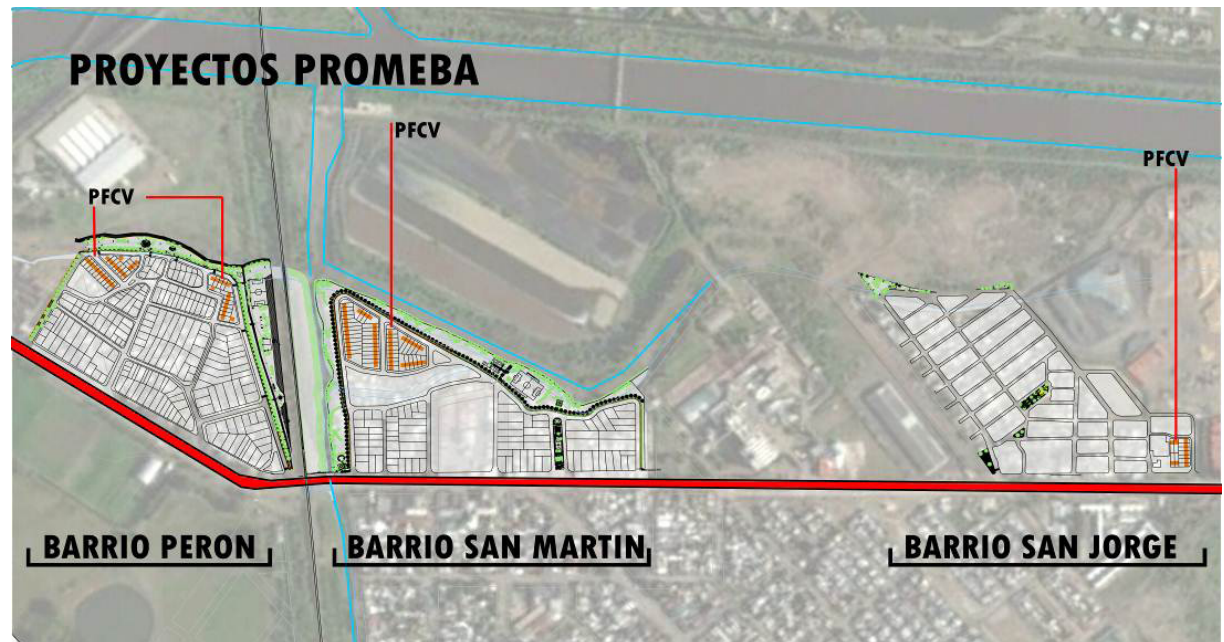 PROYECTOS PROMEBA
PFCV
PFCV
PFCV
BARRIO PERON
BARRIO SAN MARTIN
BARRIO SAN JORGE